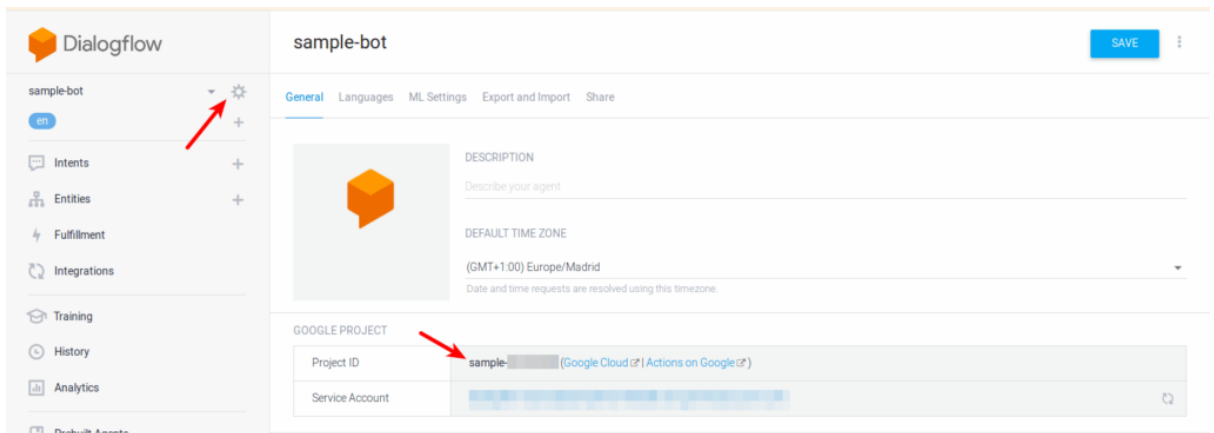 Dialogflow
sample-bot
SAVE
sample-bot
en
General Languages ML Settings Export and Import Share
Intents
Entities
Fulfillment
Integrations
Training
History
Analytics
Prebuilt Agents
DESCRIPTION
Describe your agent
DEFAULT TIME ZONE
(GMT+1:00) Europe/Madrid
Date and time requests are resolved using this timezone.
GOOGLE PROJECT
Project ID sample- (Google Cloud | Actions on Google )
Service Account